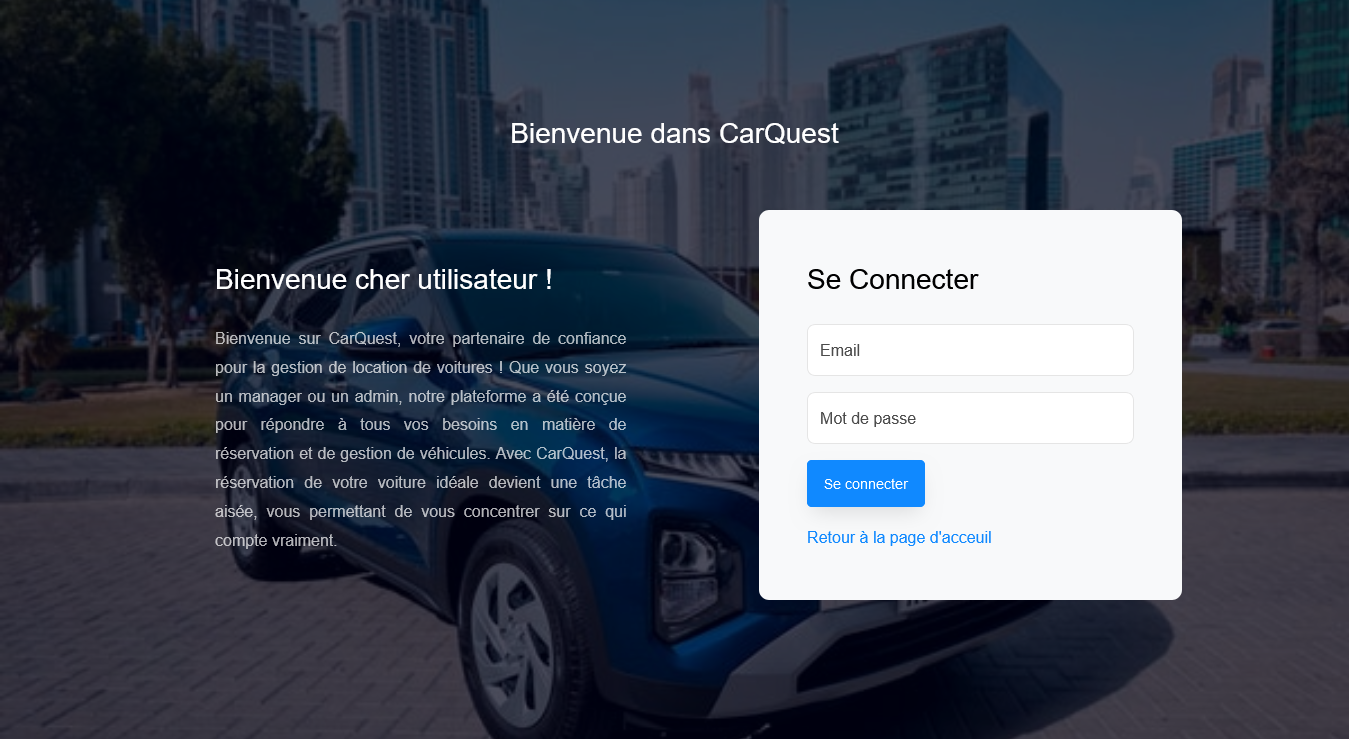 Bienvenue dans CarQuest
Bienvenue cher utilisateur !
Bienvenue sur CarQuest, votre partenaire de confiance
pour la gestion de location de voitures ! Que vous soyez
un manager ou un admin, notre plateforme a été conçue
pour répondre à tous vos besoins en matière de
réservation et de gestion de véhicules. Avec CarQuest, la
réservation de votre voiture idéale devient une tâche
aisée, vous permettant de vous concentrer sur ce qui
compte vraiment.
Se Connecter
Email
Mot de passe
Se connecter
Retour à la page d'acceuil